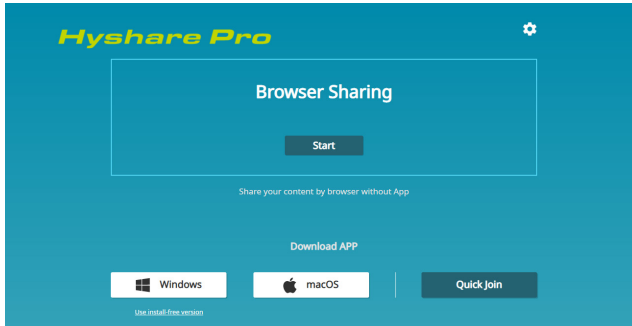 Hyshare Pro
Browser Sharing
Start
Share your content by browser without App
Download APP
Windows
macOS
Quick Join
Use install-free version